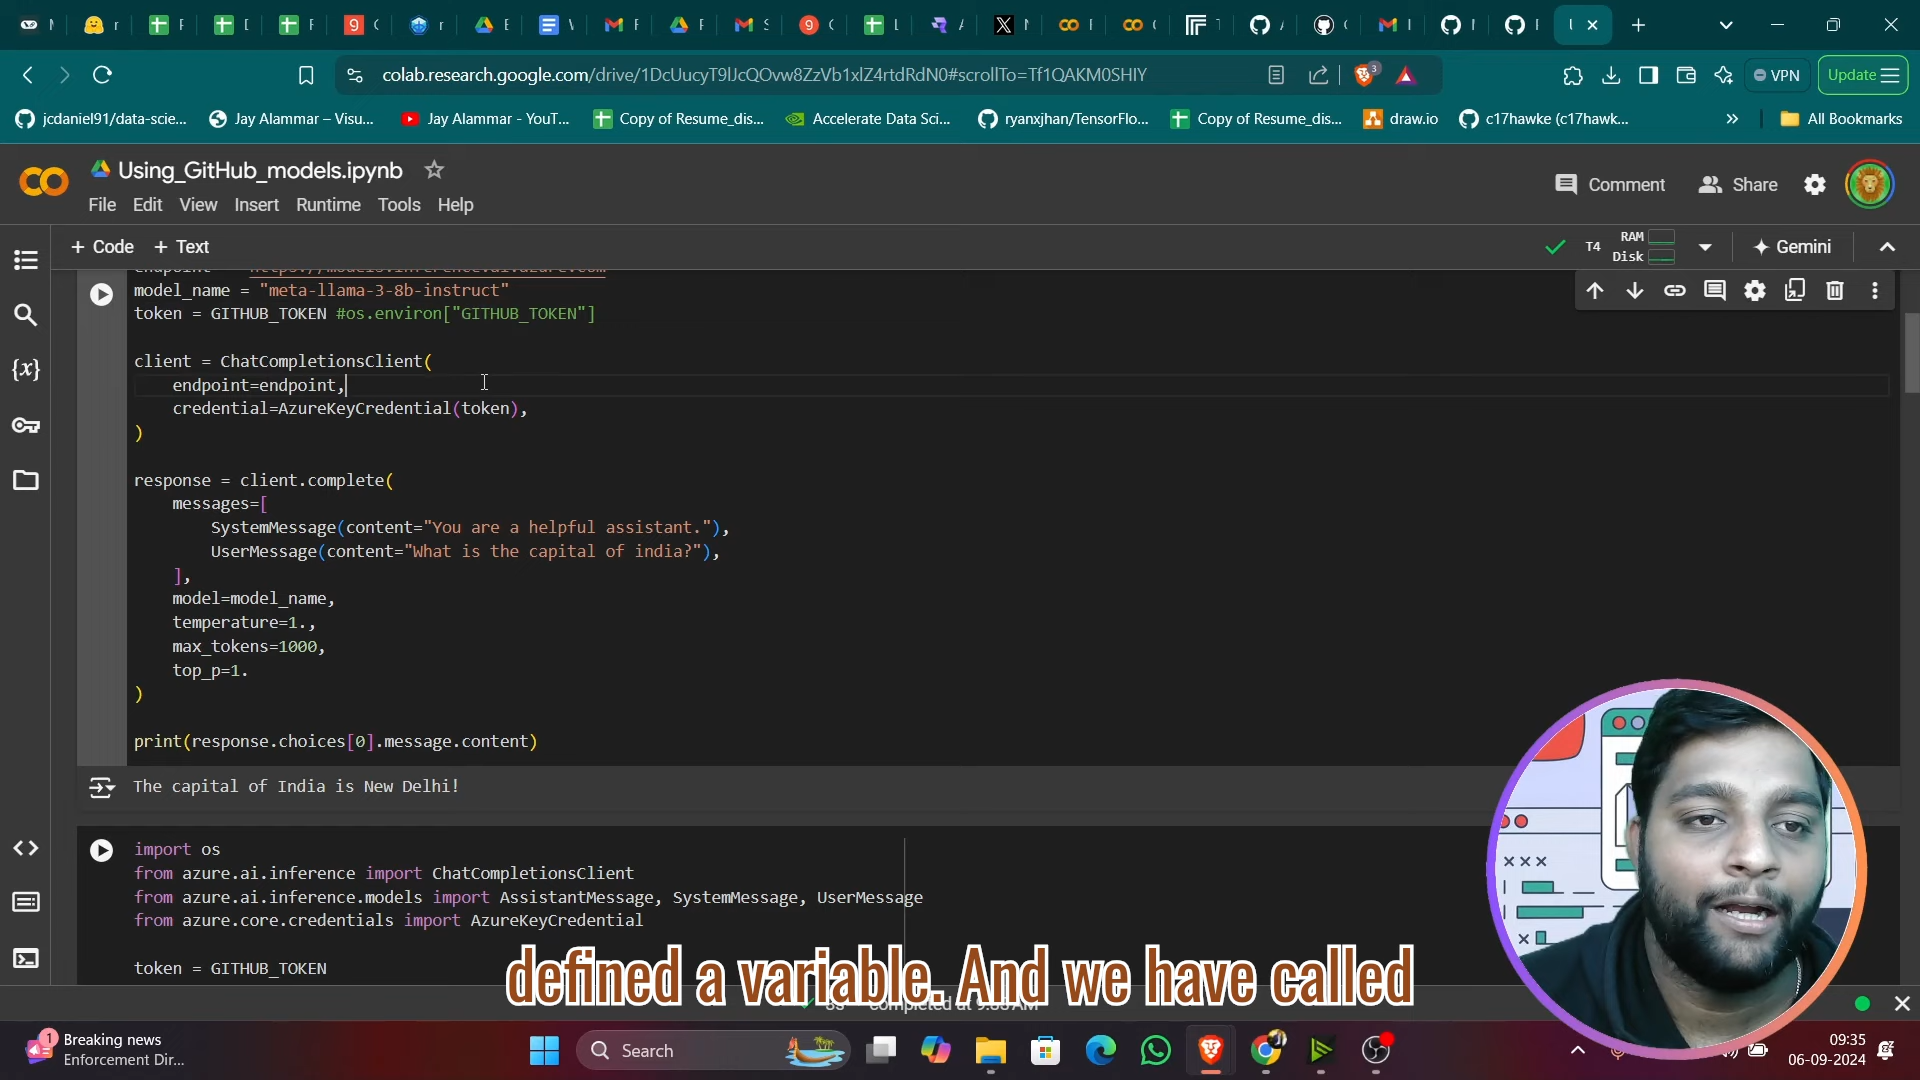 colab.research.google.com/drive/1DcUucyT9lJcQOvw8ZzVb1xlZ4rtdRdN0#scrollTo=Tf1QAKM0SHIY
3
VPN
Update
jcdaniel91/data-scie...
Jay Alammar – Visu...
Jay Alammar - YouT...
Copy of Resume_dis...
Accelerate Data Sci...
ryanxjhan/TensorFlo...
Copy of Resume_dis...
draw.io
c17hawke (c17hawk...
»
All Bookmarks
Using_GitHub_models.ipynb
Comment
Share
File Edit View Insert Runtime Tools Help
+ Code + Text
T4
RAM
Disk
Gemini
model_name = "meta-llama-3-8b-instruct"
token = GITHUB_TOKEN #os.environ["GITHUB_TOKEN"]
client = ChatCompletionsClient(
endpoint=endpoint,
credential=AzureKeyCredential(token),
)
response = client.complete(
messages=[
SystemMessage(content="You are a helpful assistant."),
UserMessage(content="What is the capital of india?"),
],
model=model_name,
temperature=1.,
max_tokens=1000,
top_p=1.
)
print(response.choices[0].message.content)
The capital of India is New Delhi!
import os
from azure.ai.inference import ChatCompletionsClient
from azure.ai.inference.models import AssistantMessage, SystemMessage, UserMessage
from azure.core.credentials import AzureKeyCredential
token = GITHUB_TOKEN
defined a variable. And we have called
1
Breaking news
Enforcement Dir...
Search
09:35
06-09-2024